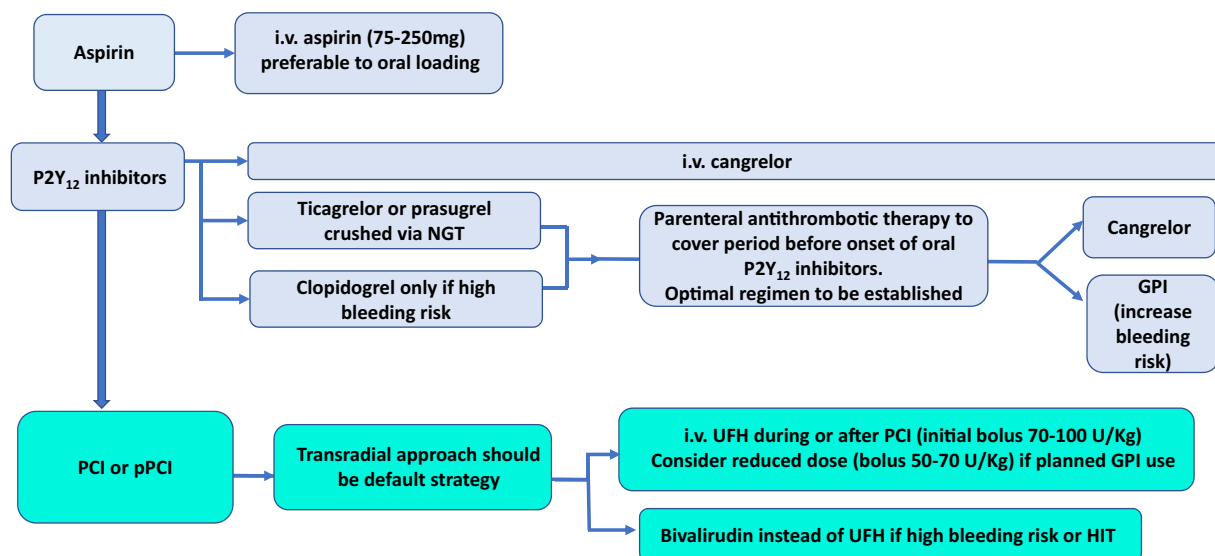 Aspirin
i.v. aspirin (75-250mg)
preferable to oral loading
P2Y₁₂ inhibitors
i.v. cangrelor
Ticagrelor or prasugrel
crushed via NGT
Clopidogrel only if high
bleeding risk
Parenteral antithrombotic therapy to
cover period before onset of oral
P2Y₁₂ inhibitors.
Optimal regimen to be established
Cangrelor
GPI
(increase
bleeding
risk)
PCI or pPCI
Transradial approach should
be default strategy
i.v. UFH during or after PCI (initial bolus 70-100 U/Kg)
Consider reduced dose (bolus 50-70 U/Kg) if planned GPI use
Bivalirudin instead of UFH if high bleeding risk or HIT